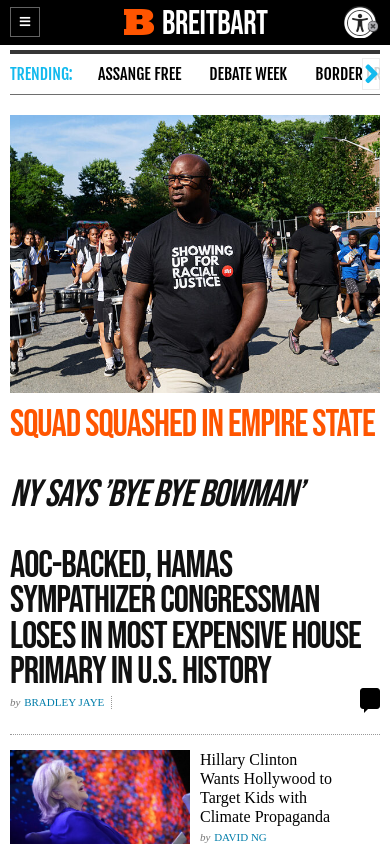 B BREITBART
TRENDING:
ASSANGE FREE
DEBATE WEEK
BORDER
SHOWING
UP FOR
RACIAL
JUSTICE
SQUAD SQUASHED IN EMPIRE STATE
NY SAYS 'BYE BYE BOWMAN'
AOC-BACKED, HAMAS
SYMPATHIZER CONGRESSMAN
LOSES IN MOST EXPENSIVE HOUSE
PRIMARY IN U.S. HISTORY
by BRADLEY JAYE
Hillary Clinton
Wants Hollywood to
Target Kids with
Climate Propaganda
by DAVID NG